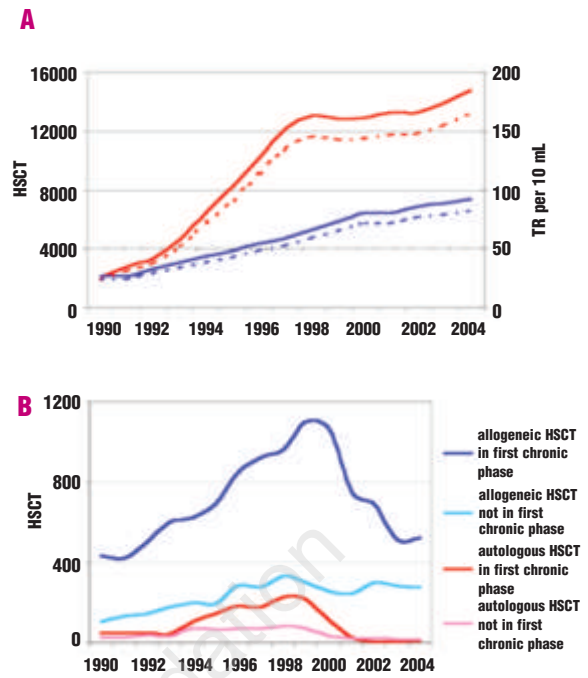 A
16000
12000
8000
4000
0
HSCT
200
150
100
50
0
TR per 10 mL
1990 1992 1994 1996 1998 2000 2002 2004
B
1200
800
400
0
HSCT
1990 1992 1994 1996 1998 2000 2002 2004
allogeneic HSCT
in first chronic
phase
allogeneic HSCT
not in first
chronic phase
autologous HSCT
in first chronic
phase
autologous HSCT
not in first
chronic phase